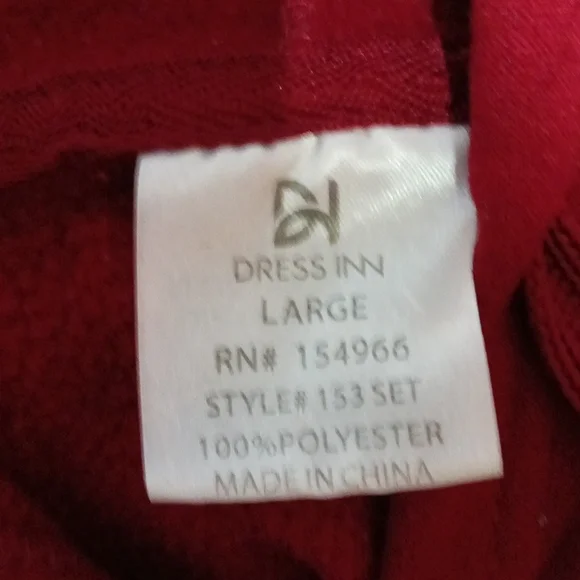 DRESS INN
LARGE
RN# 154966
STYLE# 153 SET
100%POLYESTER
MADE IN CHINA